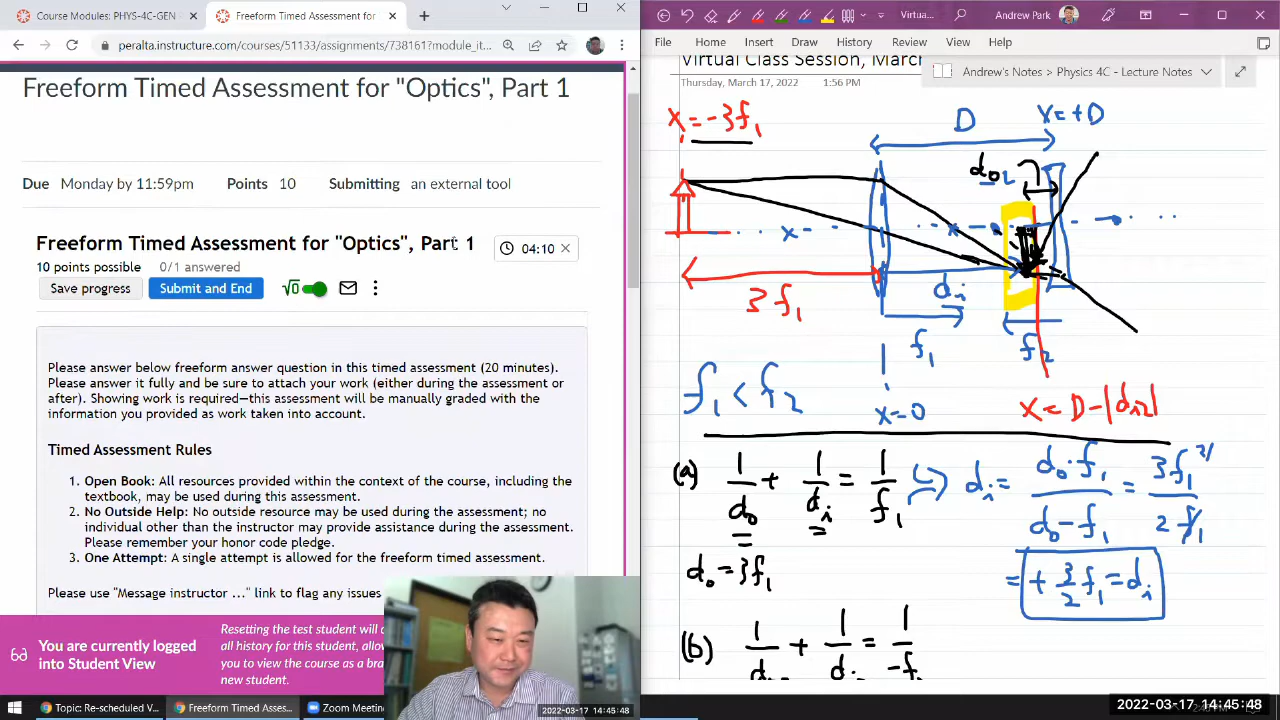 Course Modules: PHYS-4C-GEN
Freeform Timed Assessment for
peralta.instructure.com/courses/51133/assignments/738161?module_it...
Freeform Timed Assessment for "Optics", Part 1
Due Monday by 11:59pm Points 10 Submitting an external tool
Freeform Timed Assessment for "Optics", Part 1
04:10
10 points possible 0/1 answered
Save progress
Submit and End
√0
Please answer below freeform answer question in this timed assessment (20 minutes).
Please answer it fully and be sure to attach your work (either during the assessment or
after). Showing work is required—this assessment will be manually graded with the
information you provided as work taken into account.
Timed Assessment Rules
1. Open Book: All resources provided within the context of the course, including the
textbook, may be used during this assessment.
2. No Outside Help: No outside resource may be used during the assessment; no
individual other than the instructor may provide assistance during the assessment.
Please remember your honor code pledge.
3. One Attempt: A single attempt is allowed for the freeform timed assessment.
Please use "Message instructor ..." link to flag any issues
You are currently logged
into Student View
Resetting the test student will
all history for this student, allow
you to view the course as a bra
new student.
Topic: Re-scheduled V...
Freeform Timed Asses...
Zoom Meeting
2022-03-17 14:45:48
Virtua...
Andrew Park
File Home Insert Draw History Review View Help
Virtual Class Session, March
Thursday, March 17, 2022 1:56 PM
Andrew's Notes > Physics 4C - Lecture N
x = -3f₁
D
x = +D
d₀₂
3f₁
dᵢ
f₁
f₂
f₁ < f₂
x=0
x = D - |dᵢ₂|
(a) 1/d₀ + 1/dᵢ = 1/f₁
dᵢ = d₀·f₁/d₀-f₁ = 3f₁²/2f₁
d₀ = 3f₁
= + 3/2 f₁ = dᵢ
(b)
2022-03-17 14:45:48